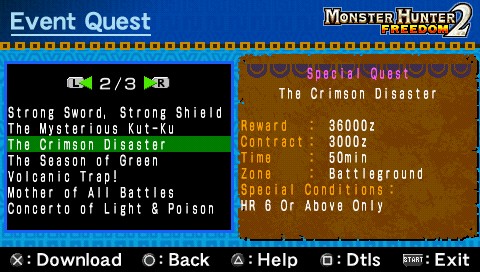 Event Quest
MONSTER HUNTER
FREEDOM 2
L 2/3 R
Strong Sword, Strong Shield
The Mysterious Kut-Ku
The Crimson Disaster
The Season of Green
Volcanic Trap!
Mother of All Battles
Concerto of Light & Poison
Special Quest
The Crimson Disaster
Reward : 36000z
Contract : 3000z
Time : 50min
Zone : Battleground
Special Conditions :
HR 6 Or Above Only
×: Download ○: Back △: Help □: Dtls START: Exit